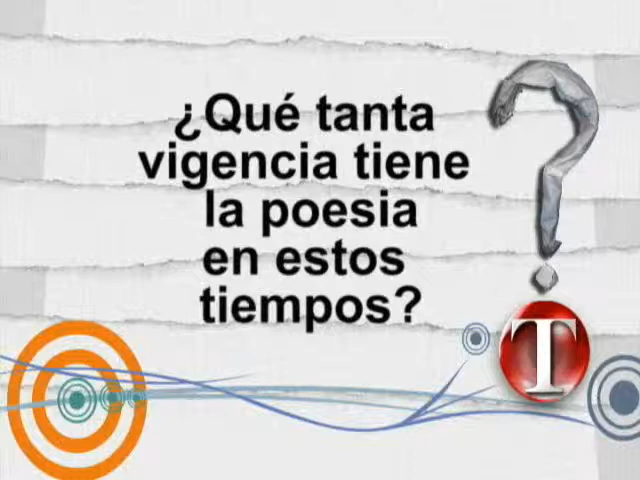 ¿Qué tanta
vigencia tiene
la poesia
en estos
tiempos?
T